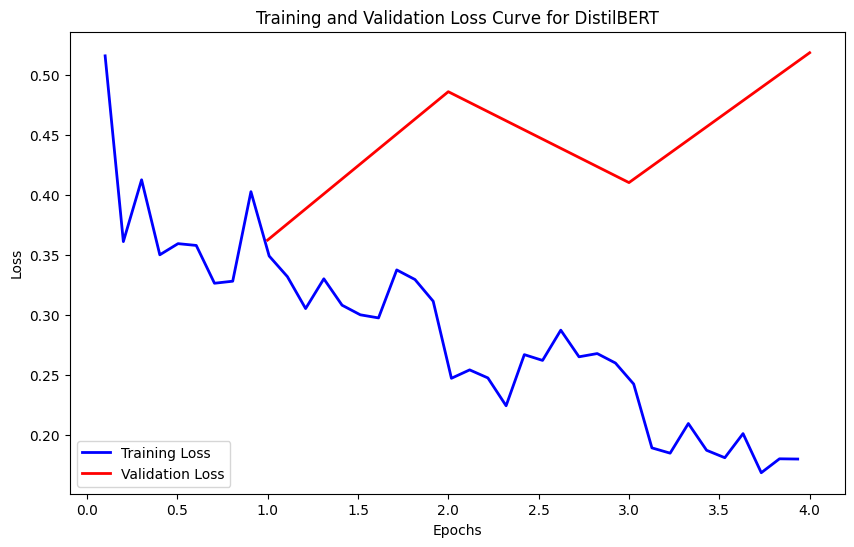 Training and Validation Loss Curve for DistilBERT
Loss
0.50
0.45
0.40
0.35
0.30
0.25
0.20
Training Loss
Validation Loss
0.0 0.5 1.0 1.5 2.0 2.5 3.0 3.5 4.0
Epochs